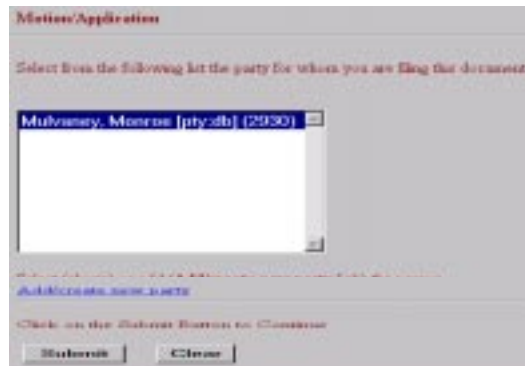 Motion/Application
Select from the following list the party for whom you are filing this document
Mulvaney, Monroe [pty:db] (2930)
Add/create new party
Click on the Submit Button to Continue
Submit Clear